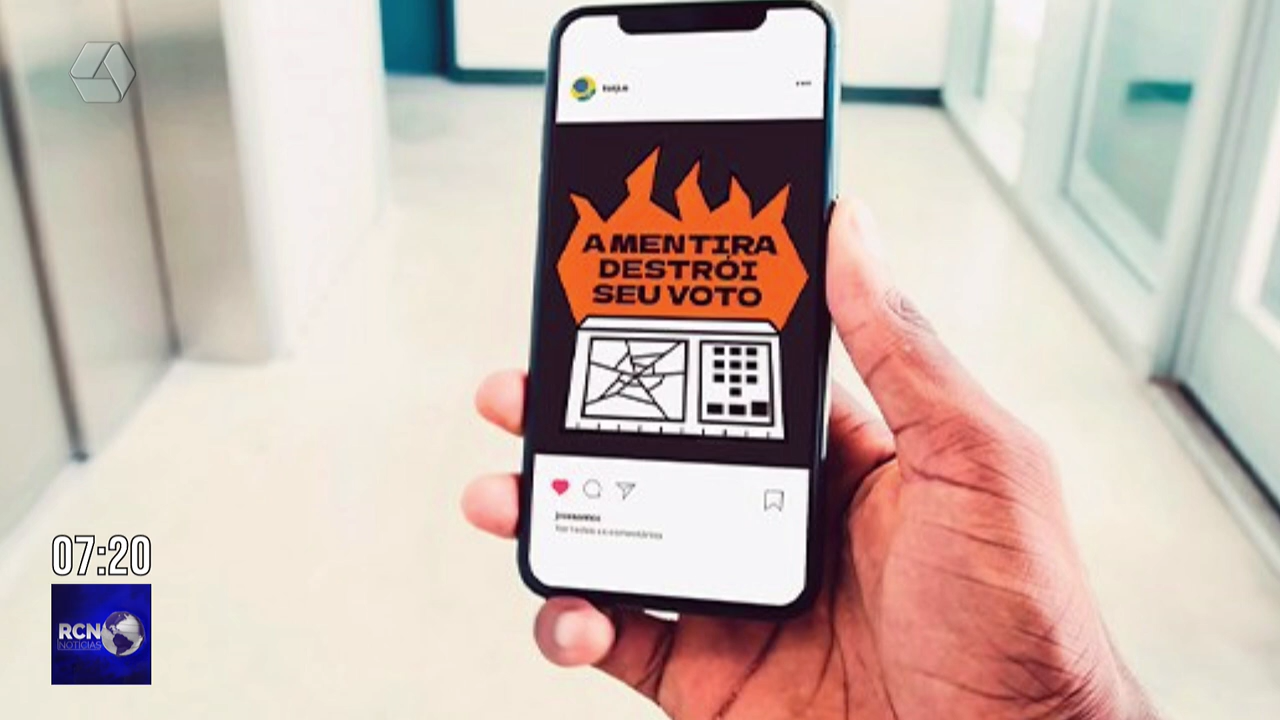 A MENTIRA
DESTRÓI
SEU VOTO
07:20
RCN
NOTÍCIAS